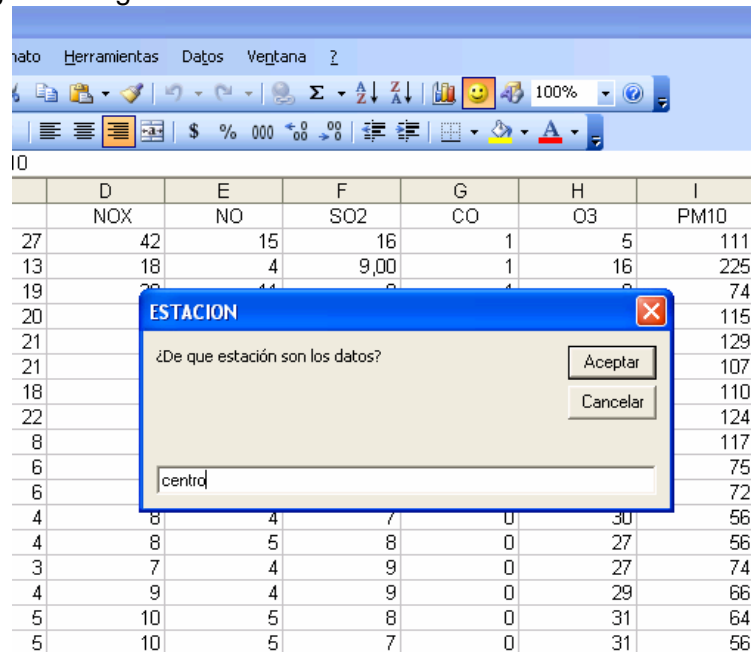 Herramientas Datos Ventana ?
Σ 100%
$ % 000
D E F G H I
NOX NO SO2 CO O3 PM10
27 42 15 16 1 5 111
13 18 4 9,00 1 16 225
19 74
20 115
ESTACION
21 129
¿De que estación son los datos?
Aceptar
21 107
18 110
Cancelar
22 124
8 117
6 75
centro
6 72
4 8 4 7 0 30 56
4 8 5 8 0 27 56
3 7 4 9 0 27 74
4 9 4 9 0 29 66
5 10 5 8 0 31 64
5 10 5 7 0 31 56